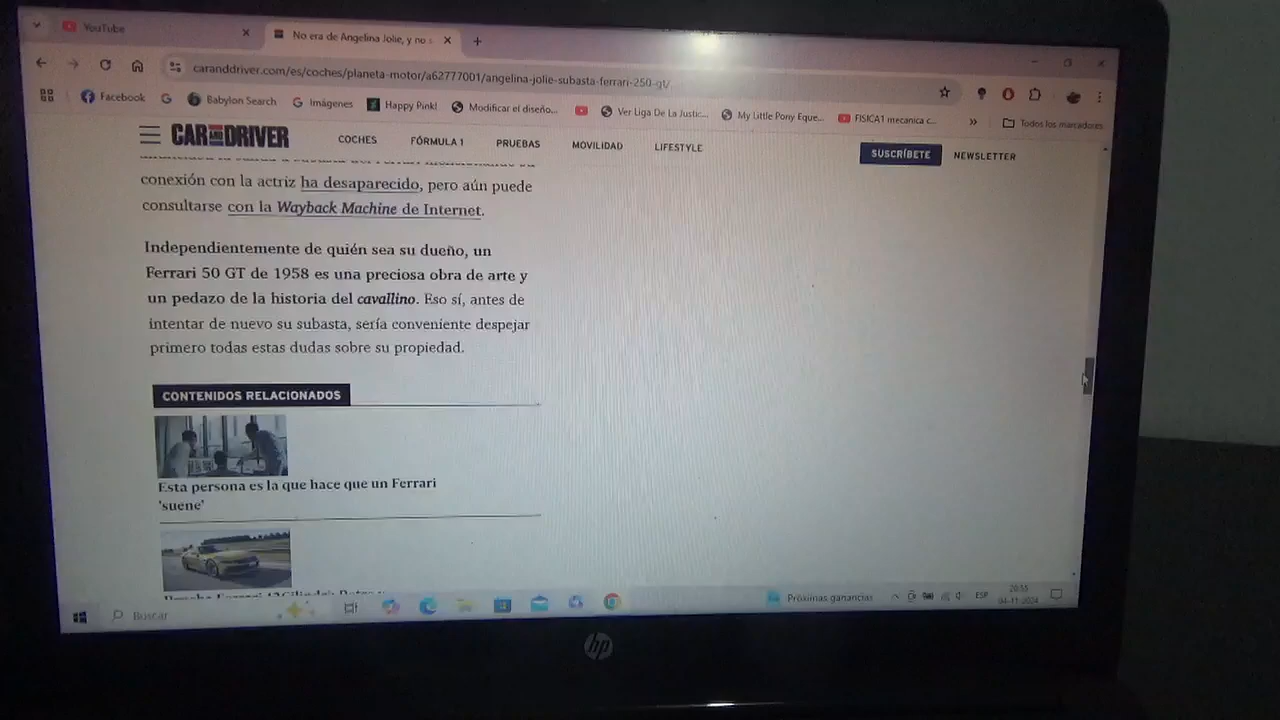 YouTube
No era de Angelina Jolie, y no s
caranddriver.com/es/coches/planeta-motor/a62777001/angelina-jolie-subasta-ferrari-250-gt/
Facebook
Babylon Search
Imágenes
Happy Pink!
Modificar el diseño...
Ver Liga De La Justic...
My Little Pony Eque...
FISICA1 mecanica c...
»
Todos los marcadores
CAR AND DRIVER
COCHES
FÓRMULA 1
PRUEBAS
MOVILIDAD
LIFESTYLE
SUSCRÍBETE
NEWSLETTER
conexión con la actriz ha desaparecido, pero aún puede
consultarse con la Wayback Machine de Internet.
Independientemente de quién sea su dueño, un
Ferrari 50 GT de 1958 es una preciosa obra de arte y
un pedazo de la historia del cavallino. Eso sí, antes de
intentar de nuevo su subasta, sería conveniente despejar
primero todas estas dudas sobre su propiedad.
CONTENIDOS RELACIONADOS
Esta persona es la que hace que un Ferrari
'suene'
Buscar
Próximas ganancias
ESP
20:55
04-11-2024
hp